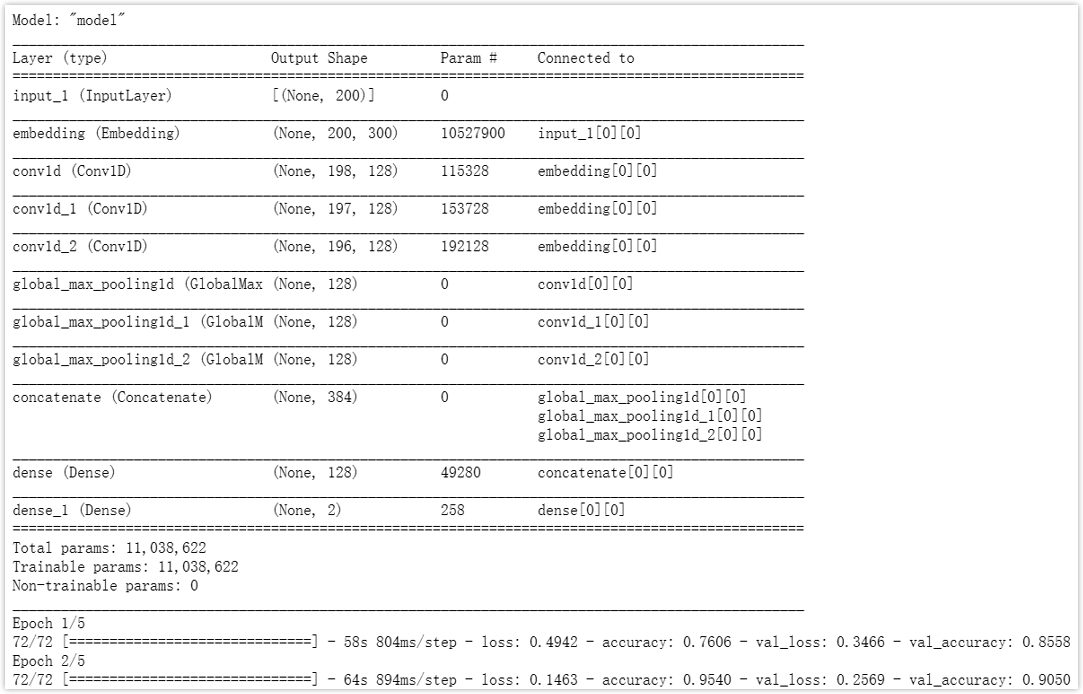 Model: "model"
Layer (type) Output Shape Param # Connected to
input_1 (InputLayer) [(None, 200)] 0
embedding (Embedding) (None, 200, 300) 10527900 input_1[0][0]
conv1d (Conv1D) (None, 198, 128) 115328 embedding[0][0]
conv1d_1 (Conv1D) (None, 197, 128) 153728 embedding[0][0]
conv1d_2 (Conv1D) (None, 196, 128) 192128 embedding[0][0]
global_max_pooling1d (GlobalMax (None, 128) 0 conv1d[0][0]
global_max_pooling1d_1 (GlobalM (None, 128) 0 conv1d_1[0][0]
global_max_pooling1d_2 (GlobalM (None, 128) 0 conv1d_2[0][0]
concatenate (Concatenate) (None, 384) 0 global_max_pooling1d[0][0]
global_max_pooling1d_1[0][0]
global_max_pooling1d_2[0][0]
dense (Dense) (None, 128) 49280 concatenate[0][0]
dense_1 (Dense) (None, 2) 258 dense[0][0]
Total params: 11,038,622
Trainable params: 11,038,622
Non-trainable params: 0
Epoch 1/5
72/72 [==============================] - 58s 804ms/step - loss: 0.4942 - accuracy: 0.7606 - val_loss: 0.3466 - val_accuracy: 0.8558
Epoch 2/5
72/72 [==============================] - 64s 894ms/step - loss: 0.1463 - accuracy: 0.9540 - val_loss: 0.2569 - val_accuracy: 0.9050